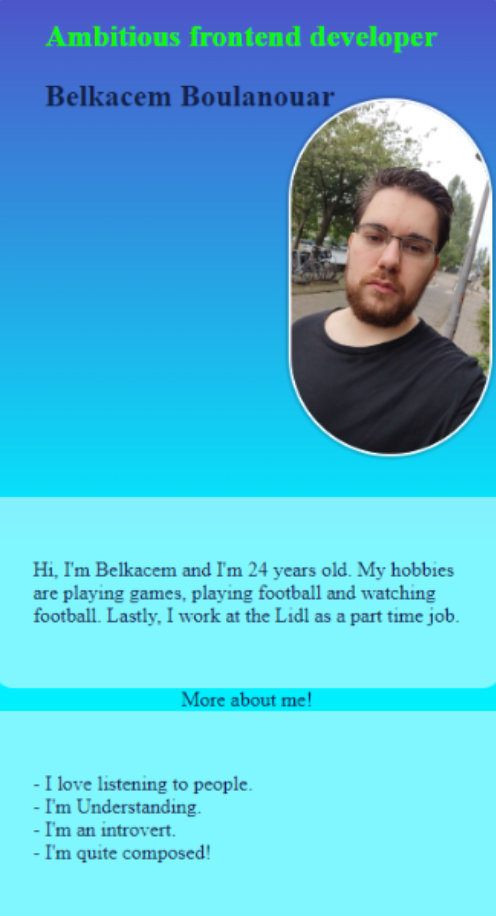 Ambitious frontend developer
Belkacem Boulanouar
Hi, I'm Belkacem and I'm 24 years old. My hobbies
are playing games, playing football and watching
football. Lastly, I work at the Lidl as a part time job.
More about me!
- I love listening to people.
- I'm Understanding.
- I'm an introvert.
- I'm quite composed!